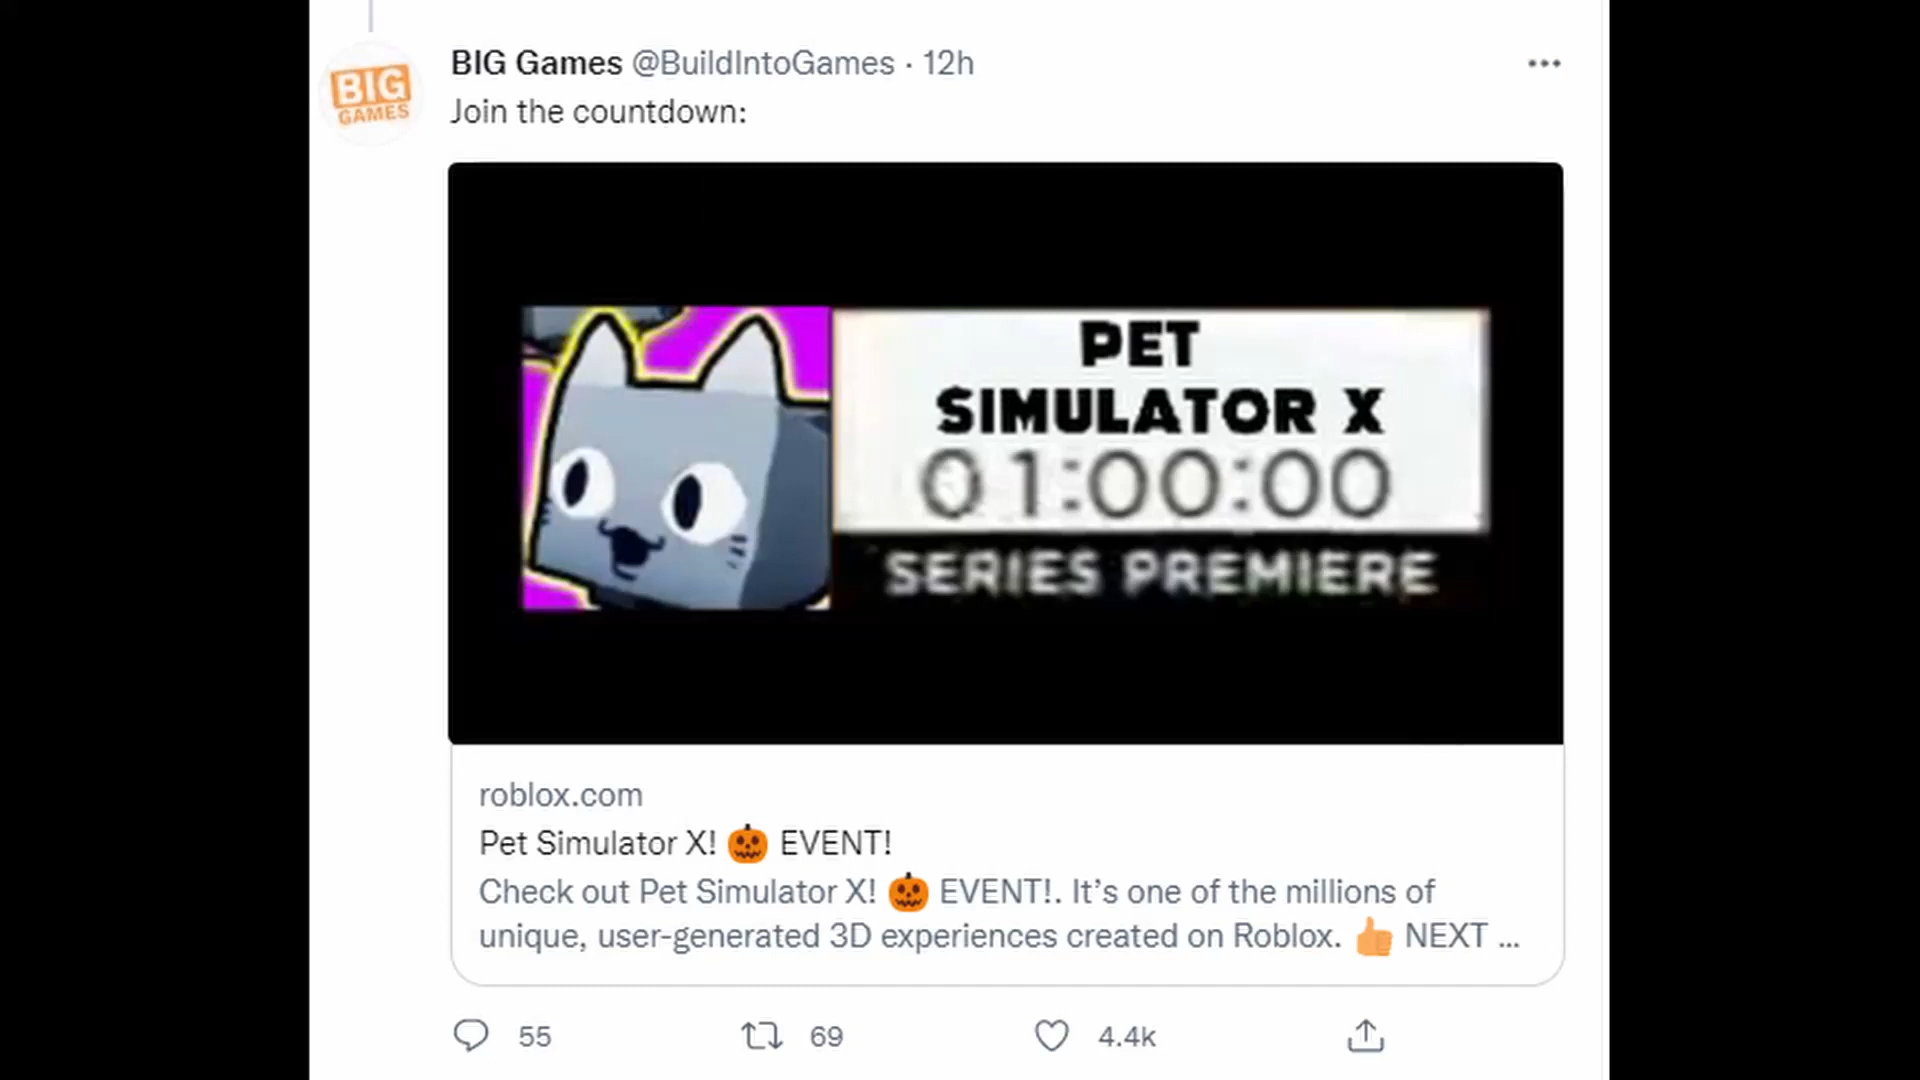 BIG Games @BuildIntoGames · 12h
BIG
GAMES
Join the countdown:
PET
SIMULATOR X
01:00:00
SERIES PREMIERE
roblox.com
Pet Simulator X! 🎃 EVENT!
Check out Pet Simulator X! 🎃 EVENT!. It’s one of the millions of
unique, user-generated 3D experiences created on Roblox. 👍 NEXT ...
55 69 4.4k